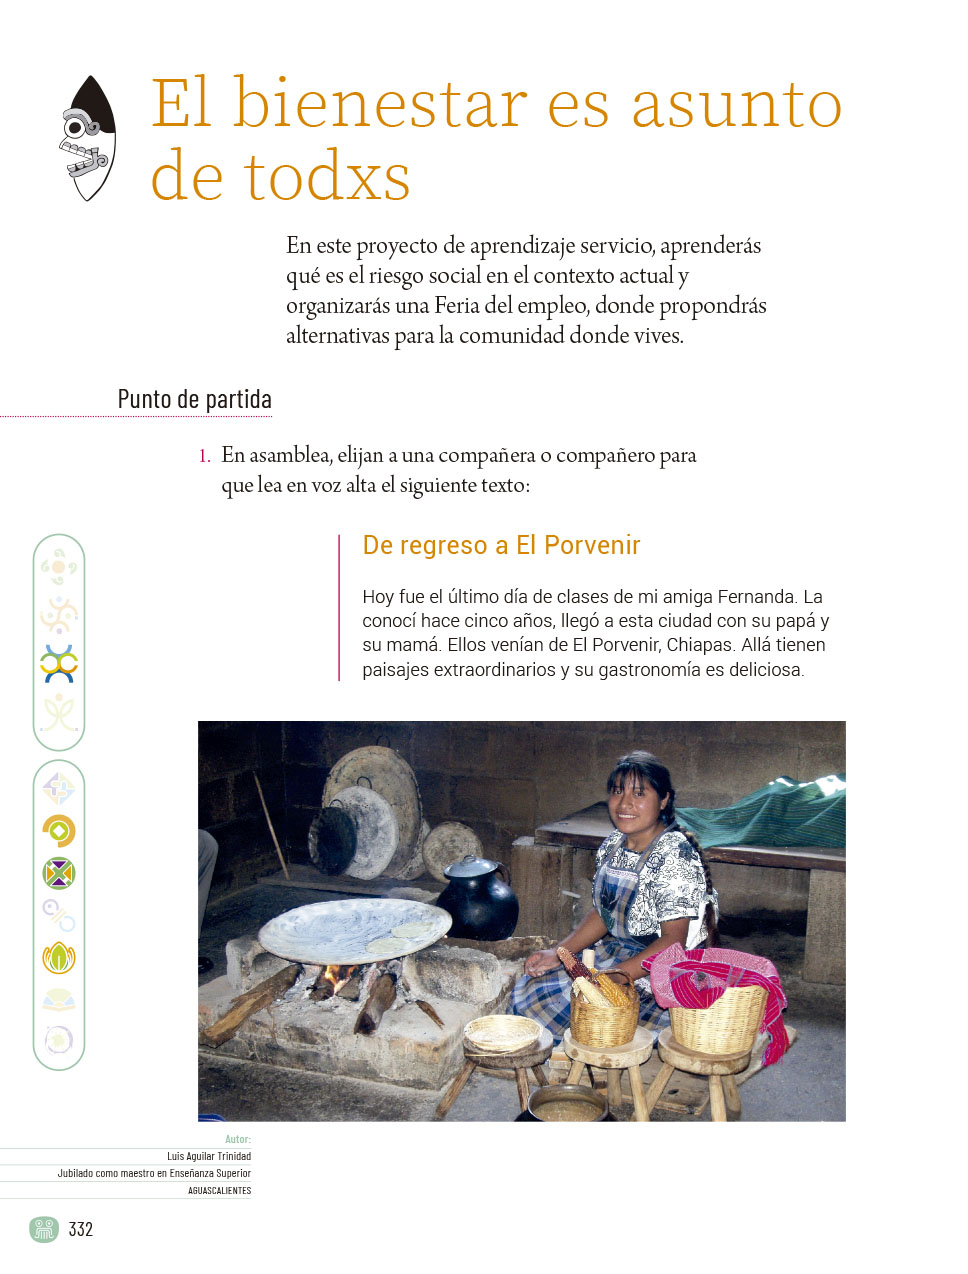 El bienestar es asunto
de todxs
En este proyecto de aprendizaje servicio, aprenderás
qué es el riesgo social en el contexto actual y
organizarás una Feria del empleo, donde propondrás
alternativas para la comunidad donde vives.
Punto de partida
1. En asamblea, elijan a una compañera o compañero para
que lea en voz alta el siguiente texto:
De regreso a El Porvenir
Hoy fue el último día de clases de mi amiga Fernanda. La
conocí hace cinco años, llegó a esta ciudad con su papá y
su mamá. Ellos venían de El Porvenir, Chiapas. Allá tienen
paisajes extraordinarios y su gastronomía es deliciosa.
Autor:
Luis Aguilar Trinidad
Jubilado como maestro en Enseñanza Superior
AGUASCALIENTES
332